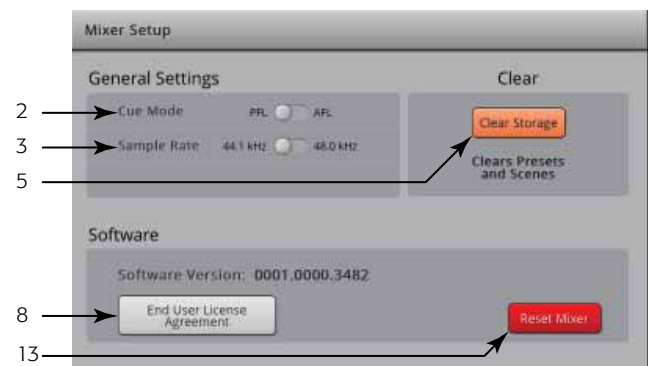 Mixer Setup
General Settings
Clear
2
Cue Mode PFL AFL
Clear Storage
3
Sample Rate 44.1 kHz 48.0 kHz
5
Clears Presets
and Scenes
Software
Software Version: 0001.0000.3482
8
End User License
Agreement
Reset Mixer
13